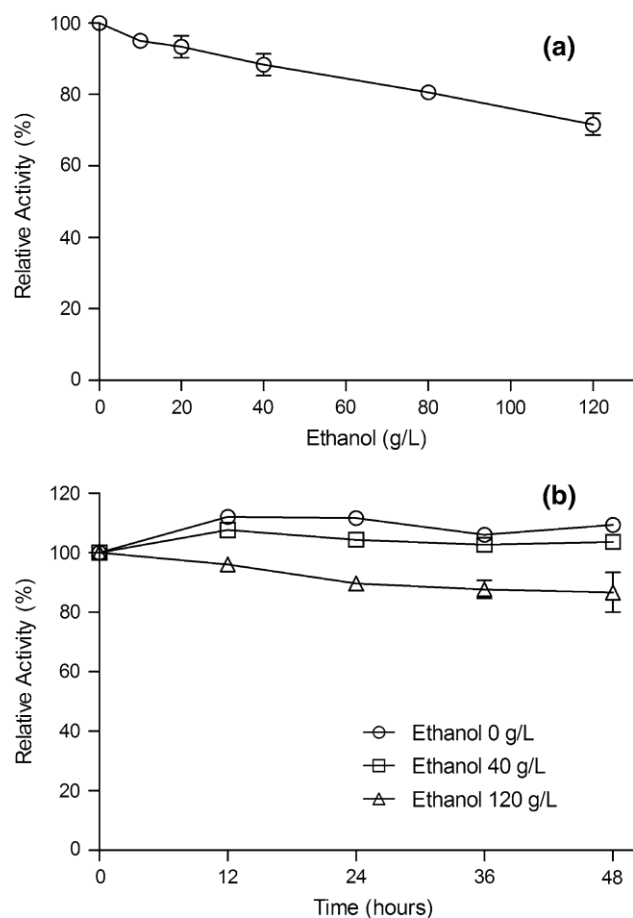 (a)
Relative Activity (%)
100
80
60
40
20
0
0 20 40 60 80 100 120
Ethanol (g/L)
(b)
Relative Activity (%)
120
100
80
60
40
20
0
Ethanol 0 g/L
Ethanol 40 g/L
Ethanol 120 g/L
0 12 24 36 48
Time (hours)